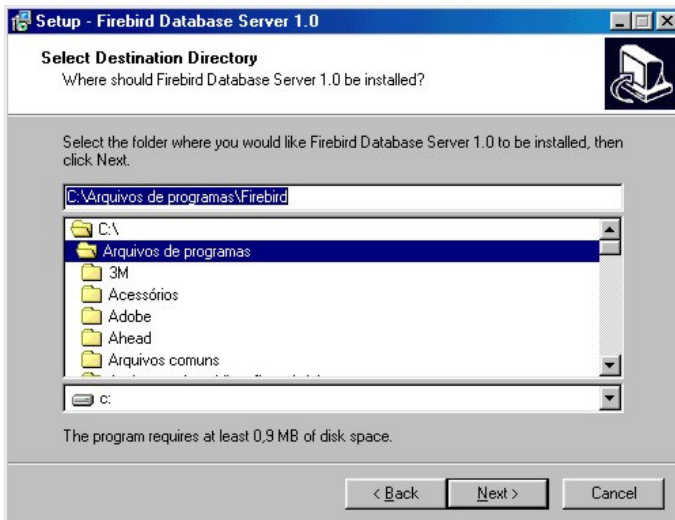 Setup - Firebird Database Server 1.0
Select Destination Directory
Where should Firebird Database Server 1.0 be installed?
Select the folder where you would like Firebird Database Server 1.0 to be installed, then
click Next.
C:\Arquivos de programas\Firebird
C:\
Arquivos de programas
3M
Acessórios
Adobe
Ahead
Arquivos comuns
c:
The program requires at least 0,9 MB of disk space.
< Back
Next >
Cancel